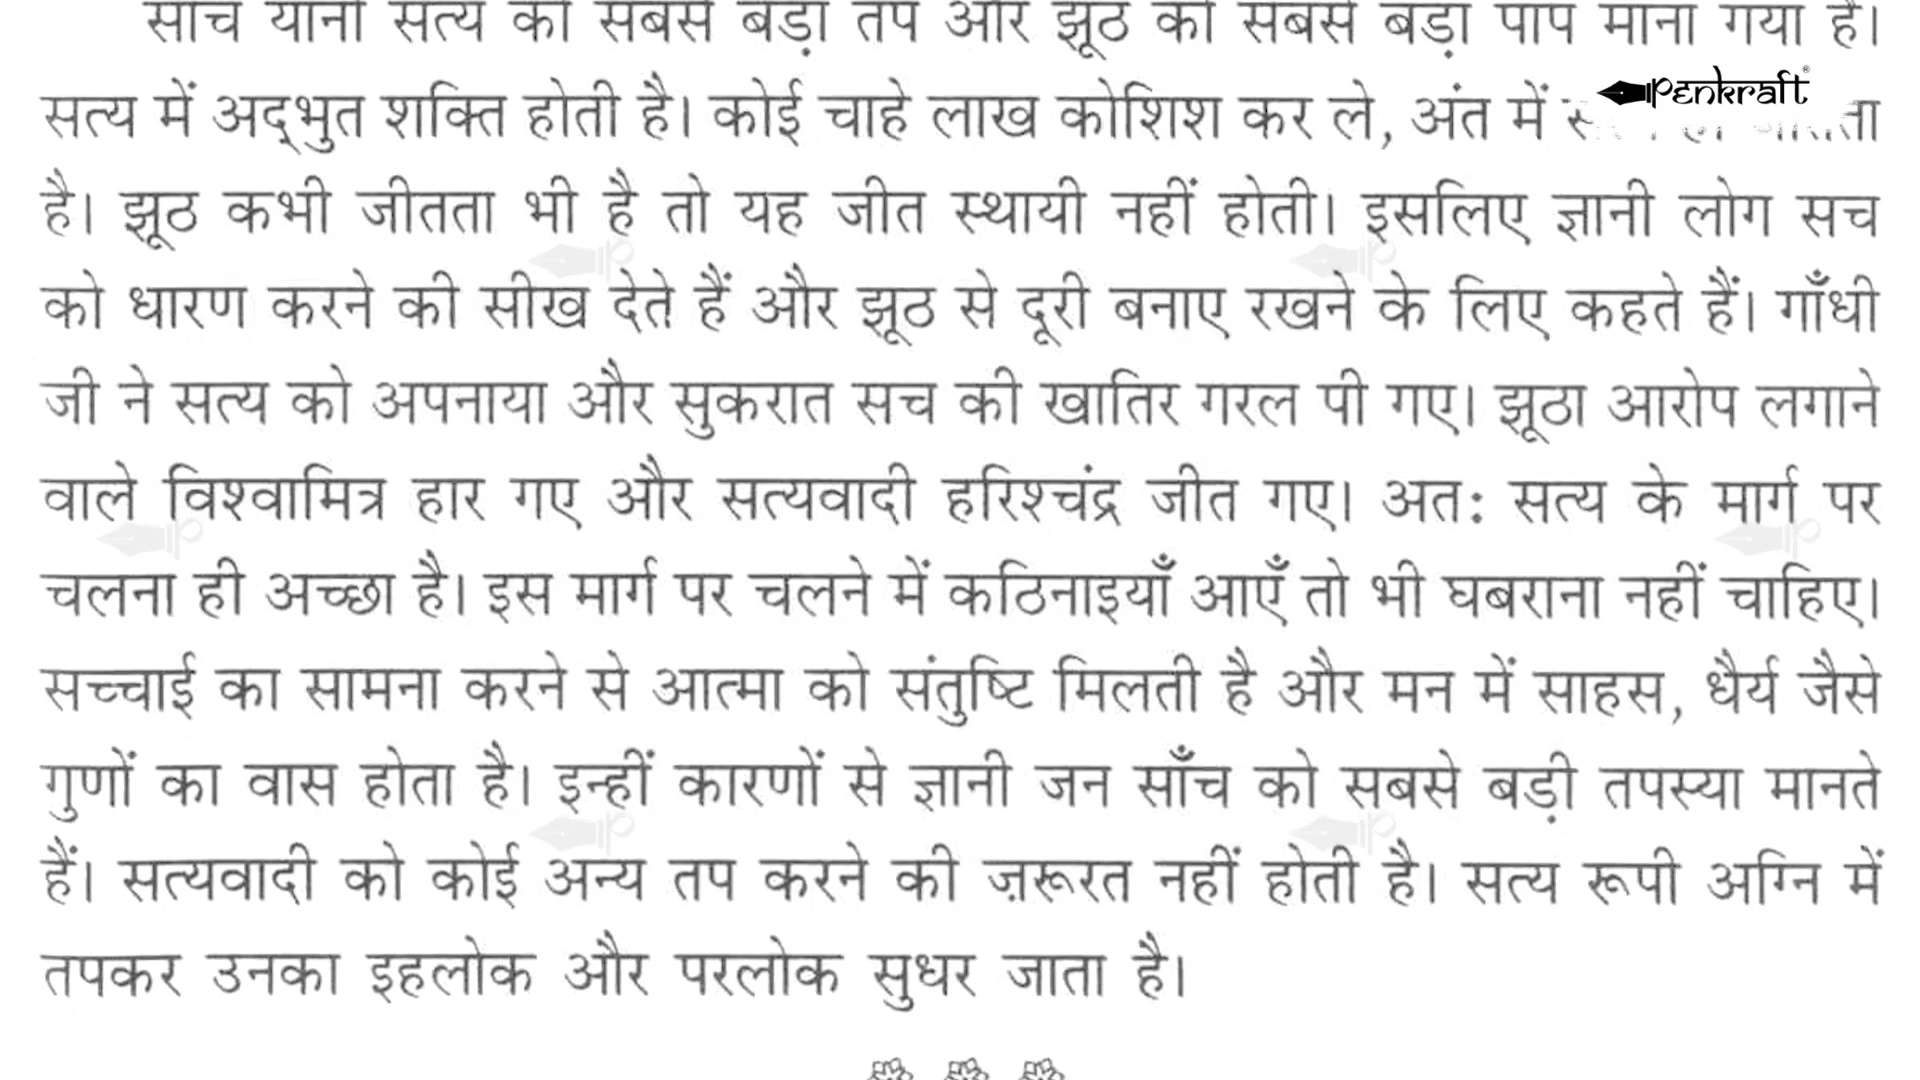 साँच यानी सत्य को सबसे बड़ा तप और झूठ को सबसे बड़ा पाप माना गया है।
Penkraft®
सत्य में अद्भुत शक्ति होती है। कोई चाहे लाख कोशिश कर ले, अंत में
है। झूठ कभी जीतता भी है तो यह जीत स्थायी नहीं होती। इसलिए ज्ञानी लोग सच
को धारण करने की सीख देते हैं और झूठ से दूरी बनाए रखने के लिए कहते हैं। गाँधी
जी ने सत्य को अपनाया और सुकरात सच की खातिर गरल पी गए। झूठा आरोप लगाने
वाले विश्वामित्र हार गए और सत्यवादी हरिश्चंद्र जीत गए। अतः सत्य के मार्ग पर
चलना ही अच्छा है। इस मार्ग पर चलने में कठिनाइयाँ आएँ तो भी घबराना नहीं चाहिए।
सच्चाई का सामना करने से आत्मा को संतुष्टि मिलती है और मन में साहस, धैर्य जैसे
गुणों का वास होता है। इन्हीं कारणों से ज्ञानी जन साँच को सबसे बड़ी तपस्या मानते
हैं। सत्यवादी को कोई अन्य तप करने की ज़रूरत नहीं होती है। सत्य रूपी अग्नि में
तपकर उनका इहलोक और परलोक सुधर जाता है।